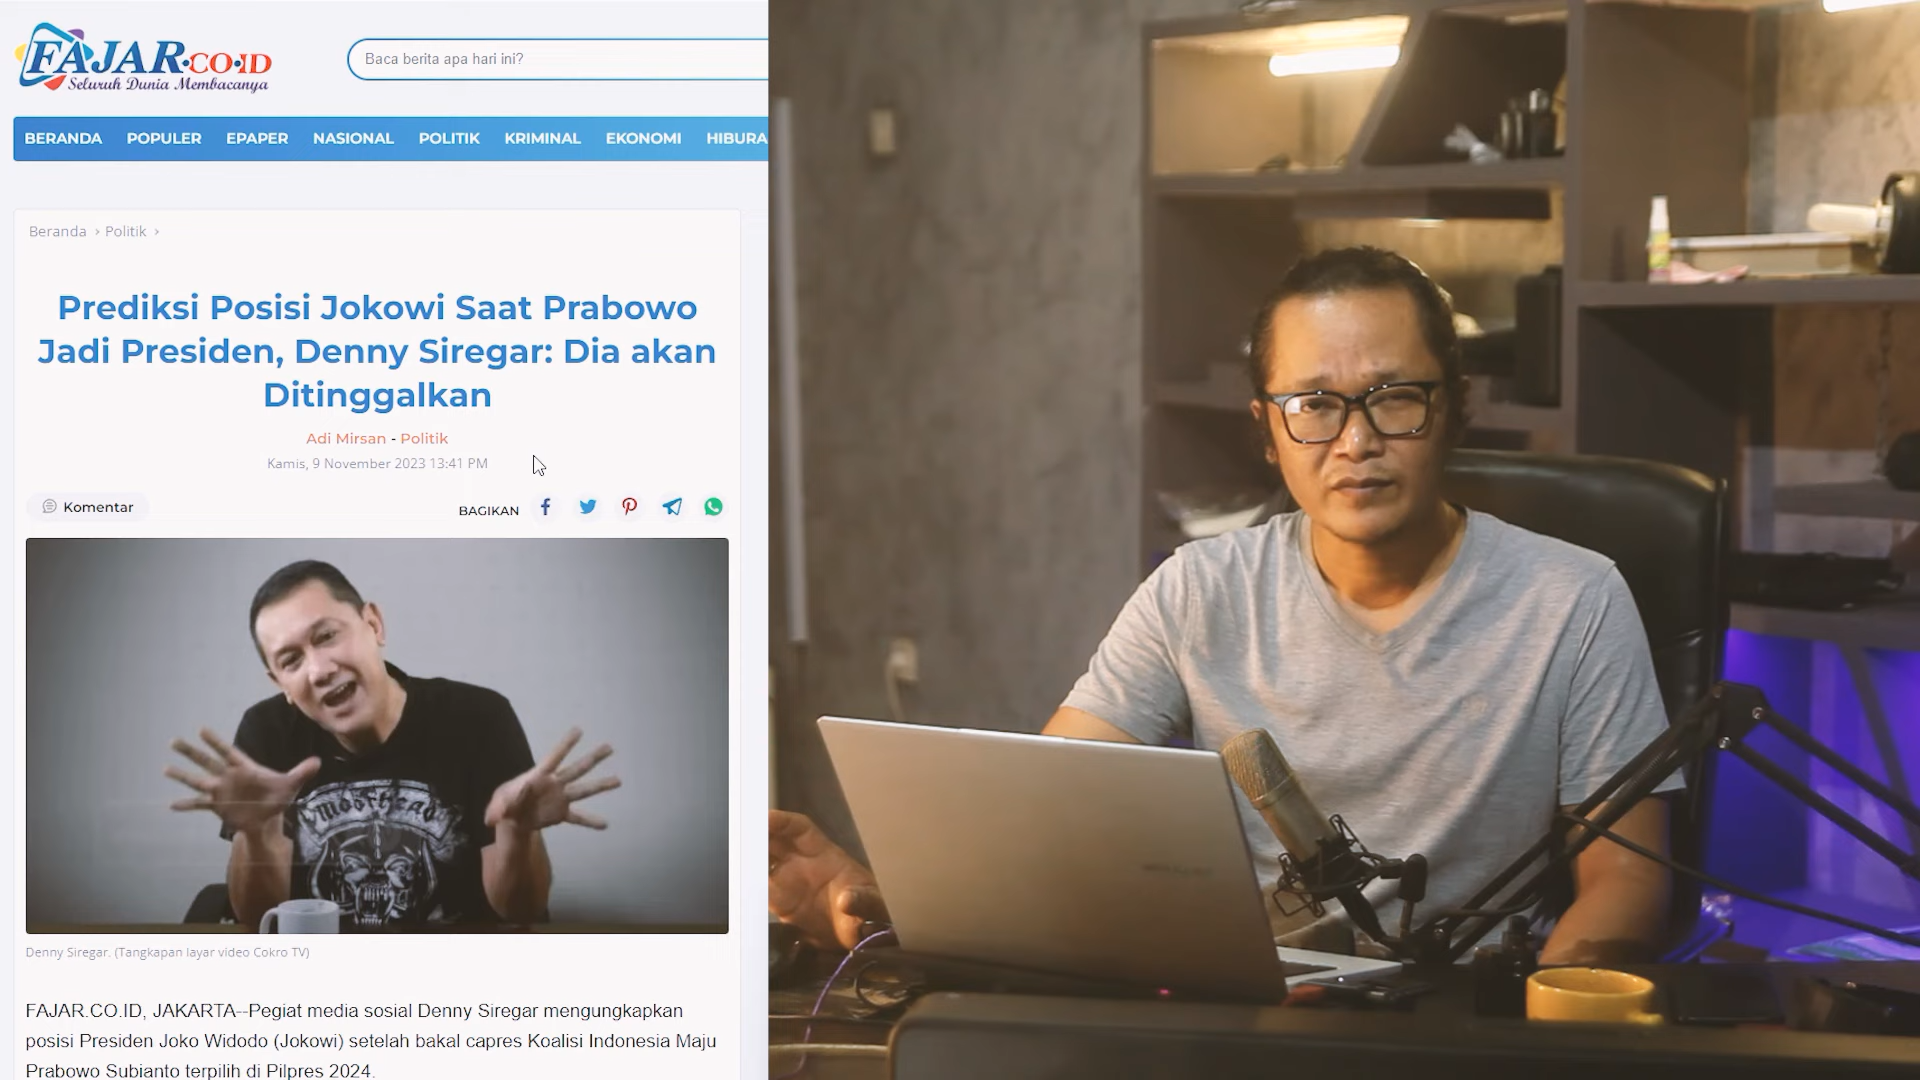 FAJAR.CO.ID
Seluruh Dunia Membacanya
Baca berita apa hari ini?
BERANDA POPULER EPAPER NASIONAL POLITIK KRIMINAL EKONOMI HIBURA
Beranda › Politik ›
Prediksi Posisi Jokowi Saat Prabowo
Jadi Presiden, Denny Siregar: Dia akan
Ditinggalkan
Adi Mirsan - Politik
Kamis, 9 November 2023 13:41 PM
Komentar
BAGIKAN
Motörhead
Denny Siregar. (Tangkapan layar video Cokro TV)
FAJAR.CO.ID, JAKARTA--Pegiat media sosial Denny Siregar mengungkapkan
posisi Presiden Joko Widodo (Jokowi) setelah bakal capres Koalisi Indonesia Maju
Prabowo Subianto terpilih di Pilpres 2024.